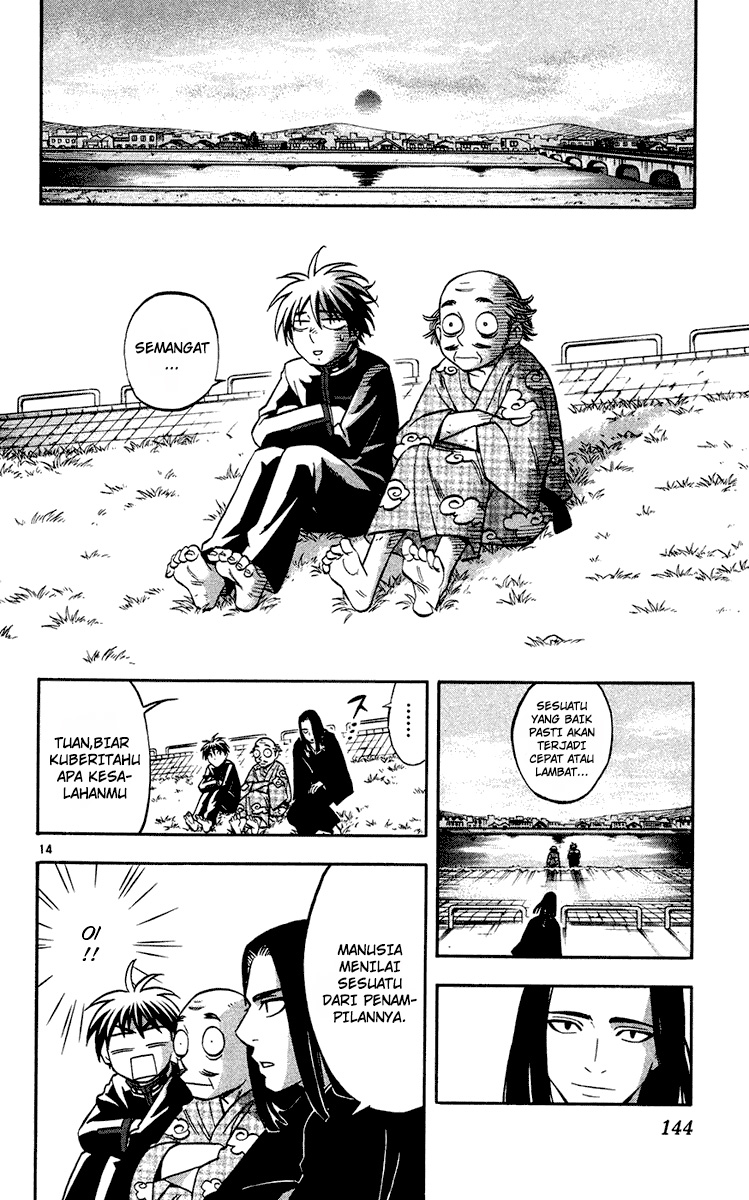 SEMANGAT
...
SESUATU
YANG BAIK
PASTI AKAN
TERJADI
CEPAT ATAU
LAMBAT...
......
ス
TUAN,BIAR
KUBERITAHU
APA KESA-
LAHANMU
14
MANUSIA
MENILAI
SESUATU
DARI PENAM-
PILANNYA.
OI
!!
144